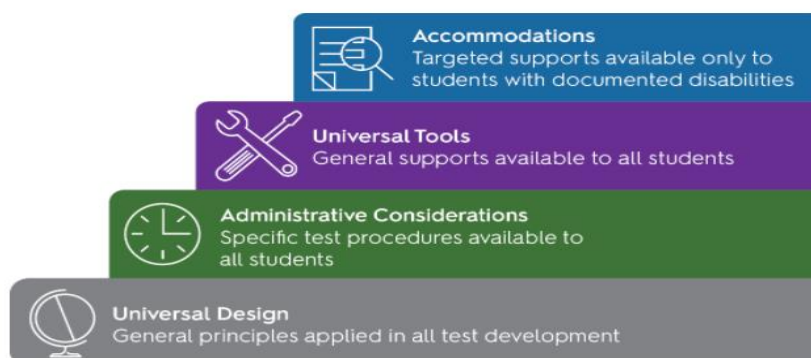 Accommodations
Targeted supports available only to
students with documented disabilities
Universal Tools
General supports available to all students
Administrative Considerations
Specific test procedures available to
all students
Universal Design
General principles applied in all test development